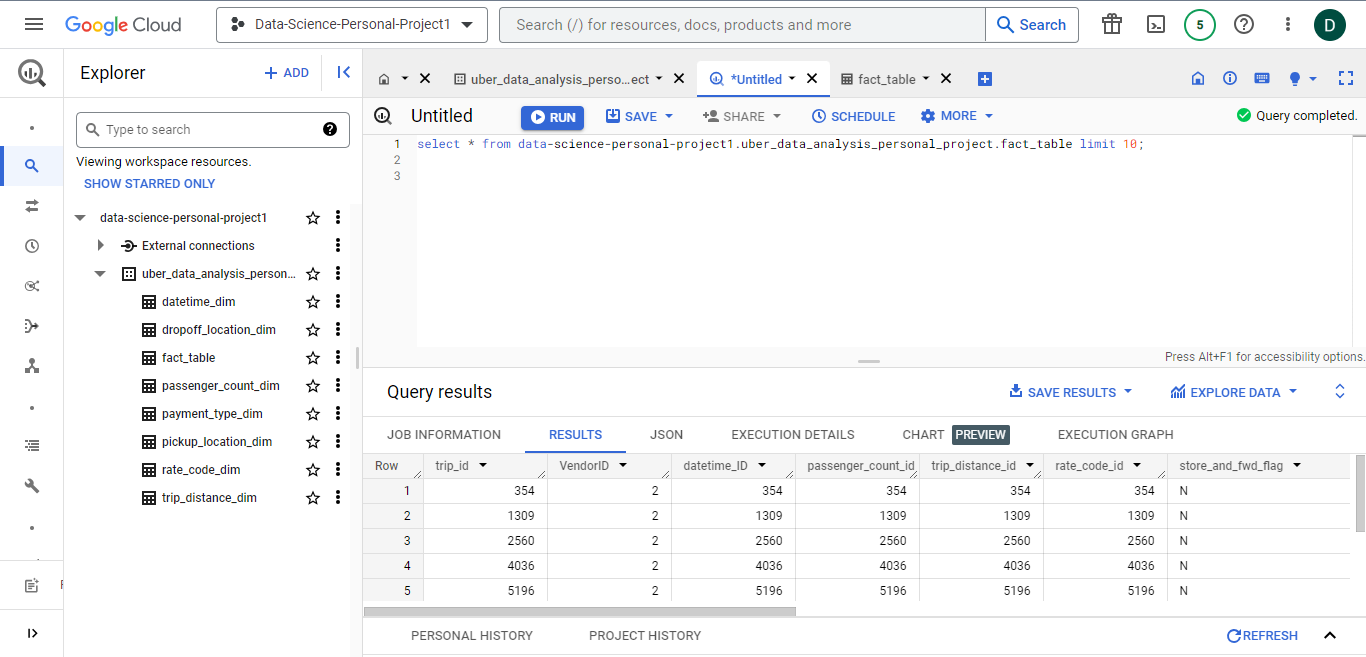 Google Cloud
Data-Science-Personal-Project1
Search (/) for resources, docs, products and more
Search
5
D
Explorer
+ ADD
uber_data_analysis_perso...ect
*Untitled
fact_table
Untitled
RUN
SAVE
SHARE
SCHEDULE
MORE
Query completed.
Type to search
Viewing workspace resources.
SHOW STARRED ONLY
data-science-personal-project1
External connections
uber_data_analysis_person...
datetime_dim
dropoff_location_dim
fact_table
passenger_count_dim
payment_type_dim
pickup_location_dim
rate_code_dim
trip_distance_dim
1 select * from data-science-personal-project1.uber_data_analysis_personal_project.fact_table limit 10;
2
3
Press Alt+F1 for accessibility options.
Query results
SAVE RESULTS
EXPLORE DATA
JOB INFORMATION RESULTS JSON EXECUTION DETAILS CHART PREVIEW EXECUTION GRAPH
Row trip_id VendorID datetime_ID passenger_count_id trip_distance_id rate_code_id store_and_fwd_flag
1 354 2 354 354 354 354 N
2 1309 2 1309 1309 1309 1309 N
3 2560 2 2560 2560 2560 2560 N
4 4036 2 4036 4036 4036 4036 N
5 5196 2 5196 5196 5196 5196 N
PERSONAL HISTORY PROJECT HISTORY REFRESH